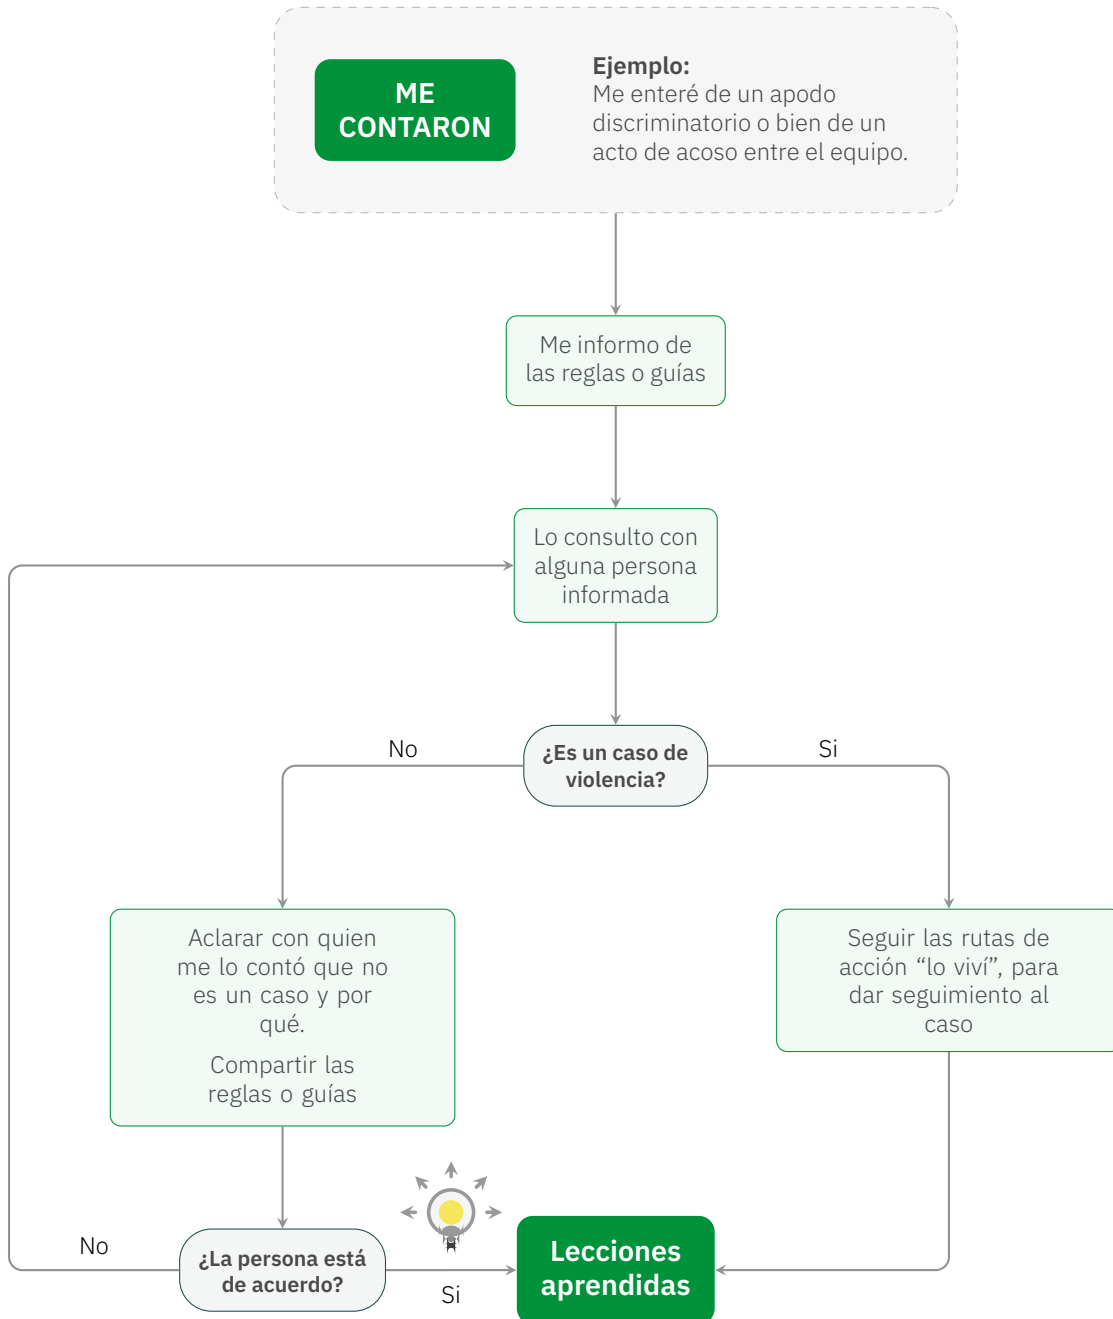 ME
CONTARON
Ejemplo:
Me enteré de un apodo
discriminatorio o bien de un
acto de acoso entre el equipo.
Me informo de
las reglas o guías
Lo consulto con
alguna persona
informada
No
¿Es un caso de
violencia?
Si
Aclarar con quien
me lo contó que no
es un caso y por
qué.
Compartir las
reglas o guías
Seguir las rutas de
acción “lo viví”, para
dar seguimiento al
caso
No
¿La persona está
de acuerdo?
Si
Lecciones
aprendidas